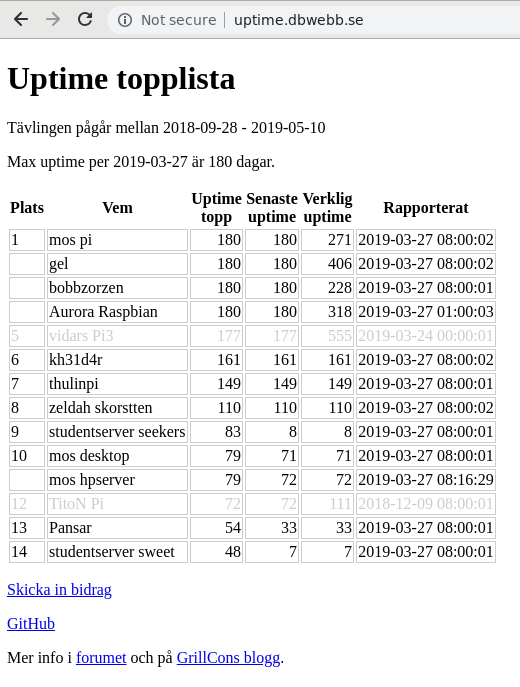 Not secure | uptime.dbwebb.se
Uptime topplista
Tävlingen pågår mellan 2018-09-28 - 2019-05-10
Max uptime per 2019-03-27 är 180 dagar.
Plats Vem Uptime topp Senaste uptime Verklig uptime Rapporterat
1 mos pi 180 180 271 2019-03-27 08:00:02
gel 180 180 406 2019-03-27 08:00:02
bobbzorzen 180 180 228 2019-03-27 08:00:01
Aurora Raspbian 180 180 318 2019-03-27 01:00:03
5 vidars Pi3 177 177 555 2019-03-24 00:00:01
6 kh31d4r 161 161 161 2019-03-27 08:00:02
7 thulinpi 149 149 149 2019-03-27 08:00:01
8 zeldah skorstten 110 110 110 2019-03-27 08:00:02
9 studentserver seekers 83 8 8 2019-03-27 08:00:01
10 mos desktop 79 71 71 2019-03-27 08:00:01
mos hpserver 79 72 72 2019-03-27 08:16:29
12 TitoN Pi 72 72 111 2018-12-09 08:00:01
13 Pansar 54 33 33 2019-03-27 08:00:01
14 studentserver sweet 48 7 7 2019-03-27 08:00:01
Skicka in bidrag
GitHub
Mer info i forumet och på GrillCons blogg.